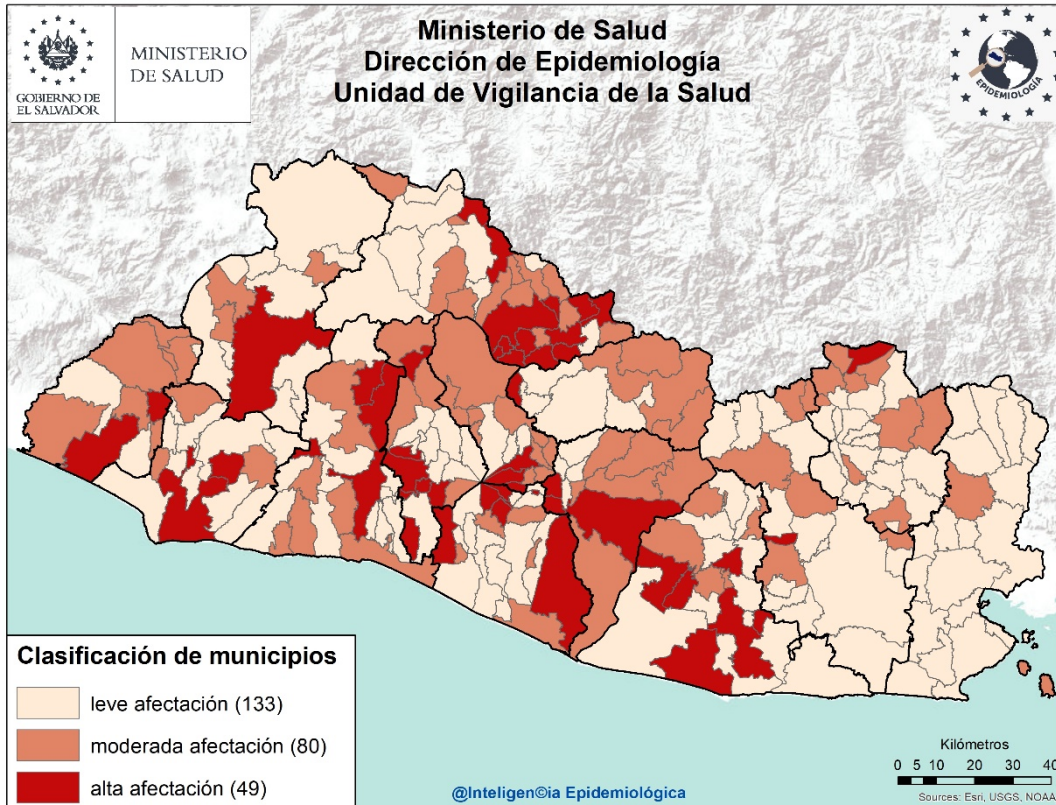 GOBIERNO DE
EL SALVADOR
MINISTERIO
DE SALUD
Ministerio de Salud
Dirección de Epidemiología
Unidad de Vigilancia de la Salud
EPIDEMIOLOGÍA
Clasificación de municipios
leve afectación (133)
moderada afectación (80)
alta afectación (49)
@Inteligen©ia Epidemiológica
Kilómetros
0 5 10 20 30 40
Sources: Esri, USGS, NOAA